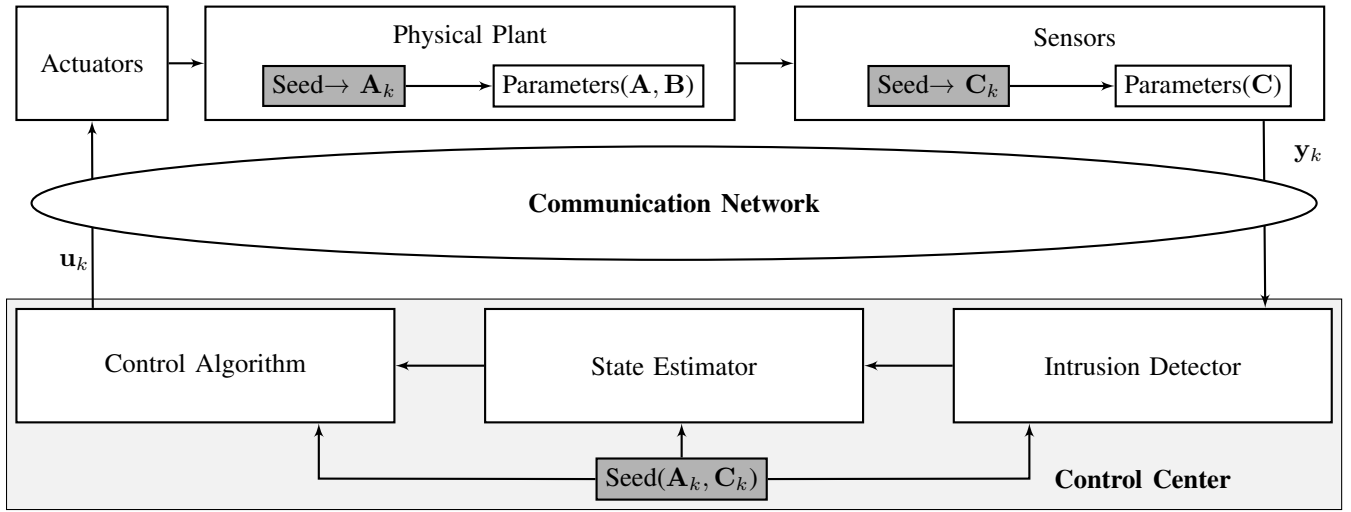 Actuators
Physical Plant
Seed→ A_k
Parameters(A, B)
Sensors
Seed→ C_k
Parameters(C)
y_k
Communication Network
u_k
Control Algorithm
State Estimator
Intrusion Detector
Seed(A_k, C_k)
Control Center